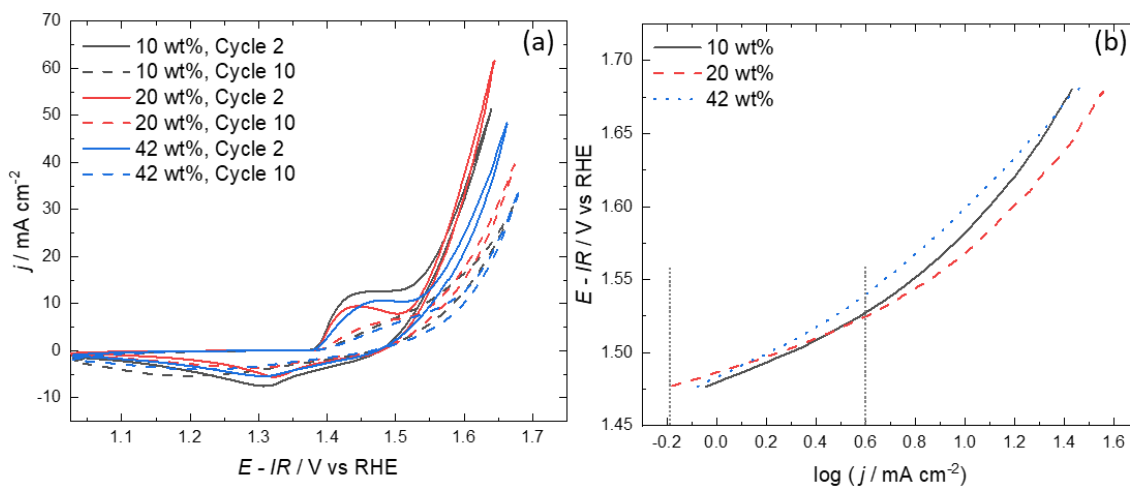 70
60
50
40
30
20
10
0
-10
j / mA cm⁻²
10 wt%, Cycle 2
10 wt%, Cycle 10
20 wt%, Cycle 2
20 wt%, Cycle 10
42 wt%, Cycle 2
42 wt%, Cycle 10
(a)
1.1 1.2 1.3 1.4 1.5 1.6 1.7
E - IR / V vs RHE
1.70
1.65
1.60
1.55
1.50
1.45
E - IR / V vs RHE
10 wt%
20 wt%
42 wt%
(b)
-0.2 0.0 0.2 0.4 0.6 0.8 1.0 1.2 1.4 1.6
log (j / mA cm⁻²)